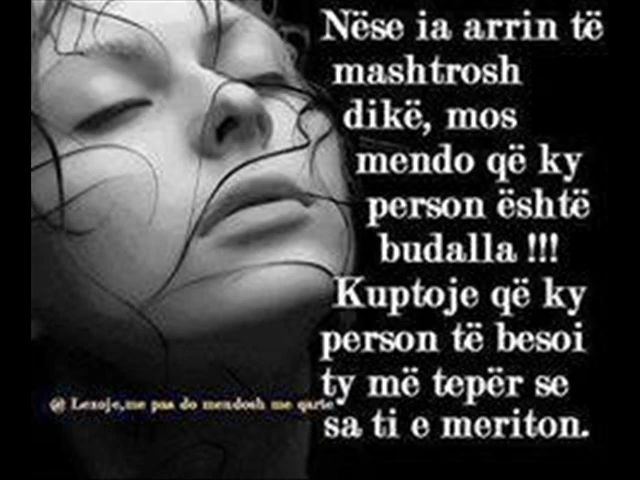 Nëse ia arrin të
mashtrosh
dikë, mos
mendo që ky
person është
budalla !!!
Kuptoje që ky
person të besoi
ty më tepër se
sa ti e meriton.
@ Lexoje,me pas do mendosh me qarte